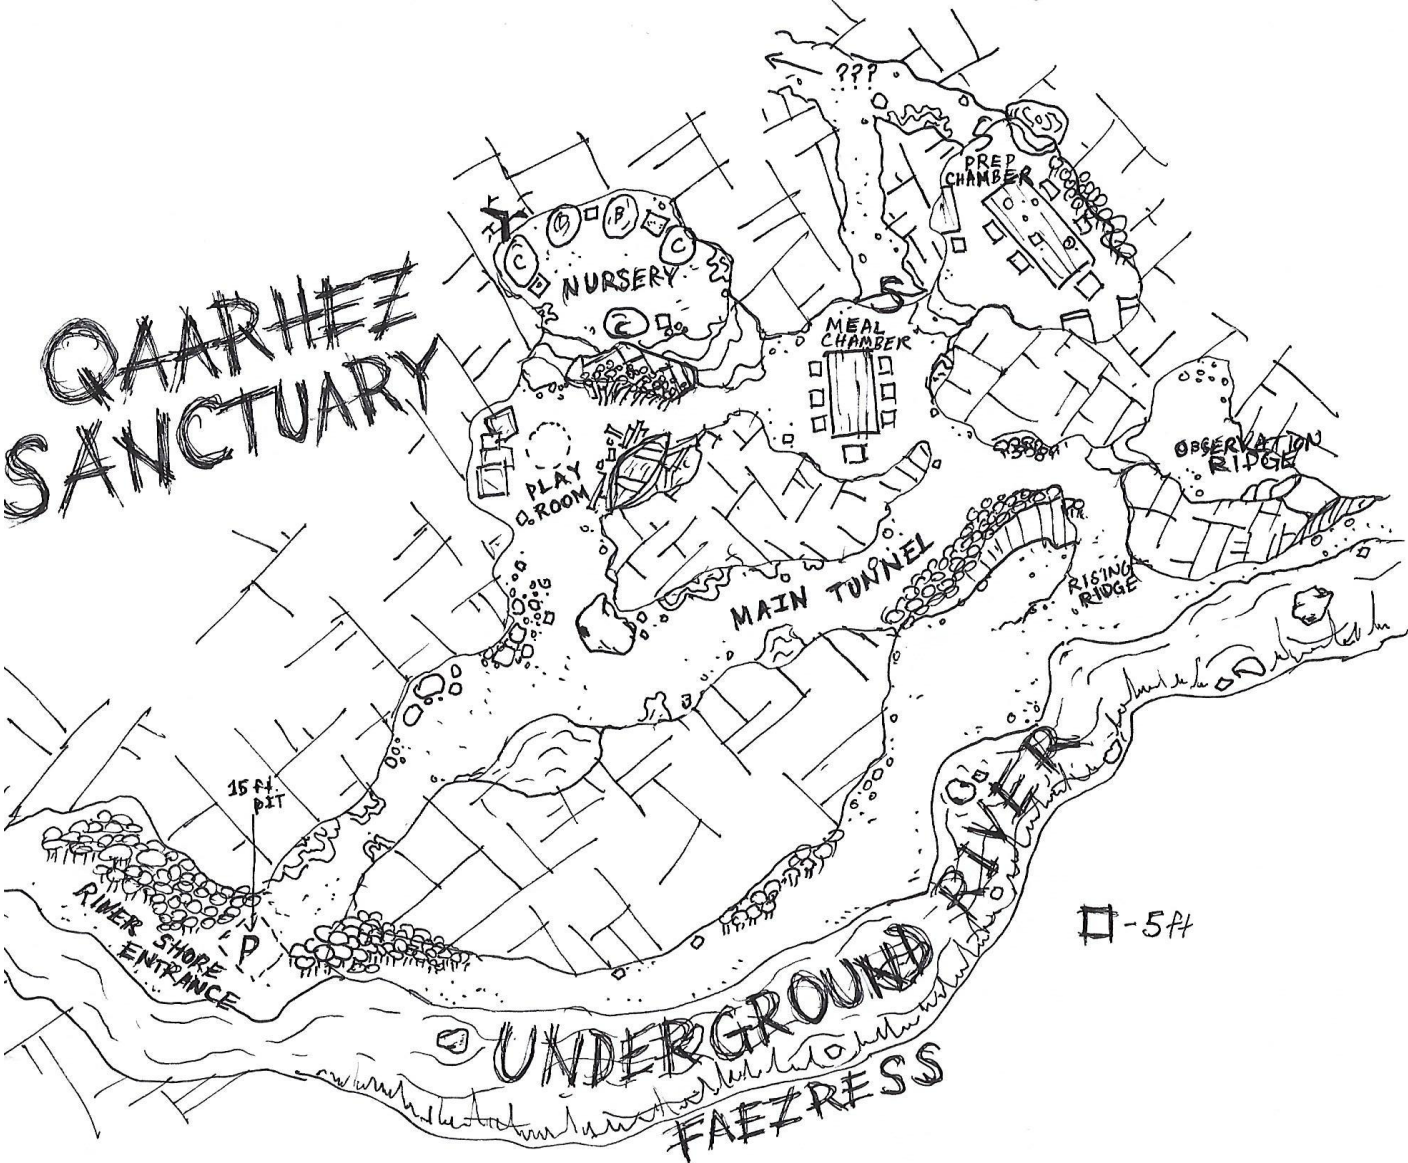 ???
COST
PREP
CHAMBER
B
B
C
C
NURSERY
C
S
MEAL
CHAMBER
QAARHEZ
SANCTUARY
OBSERVATION
RIDGE
PLAY
ROOM
MAIN TUNNEL
RISING
RIDGE
15 ft.
PIT
RIVER SHORE
ENTRANCE
P
UNDERGROUND RIVER
- 5ft
FAEZRESS